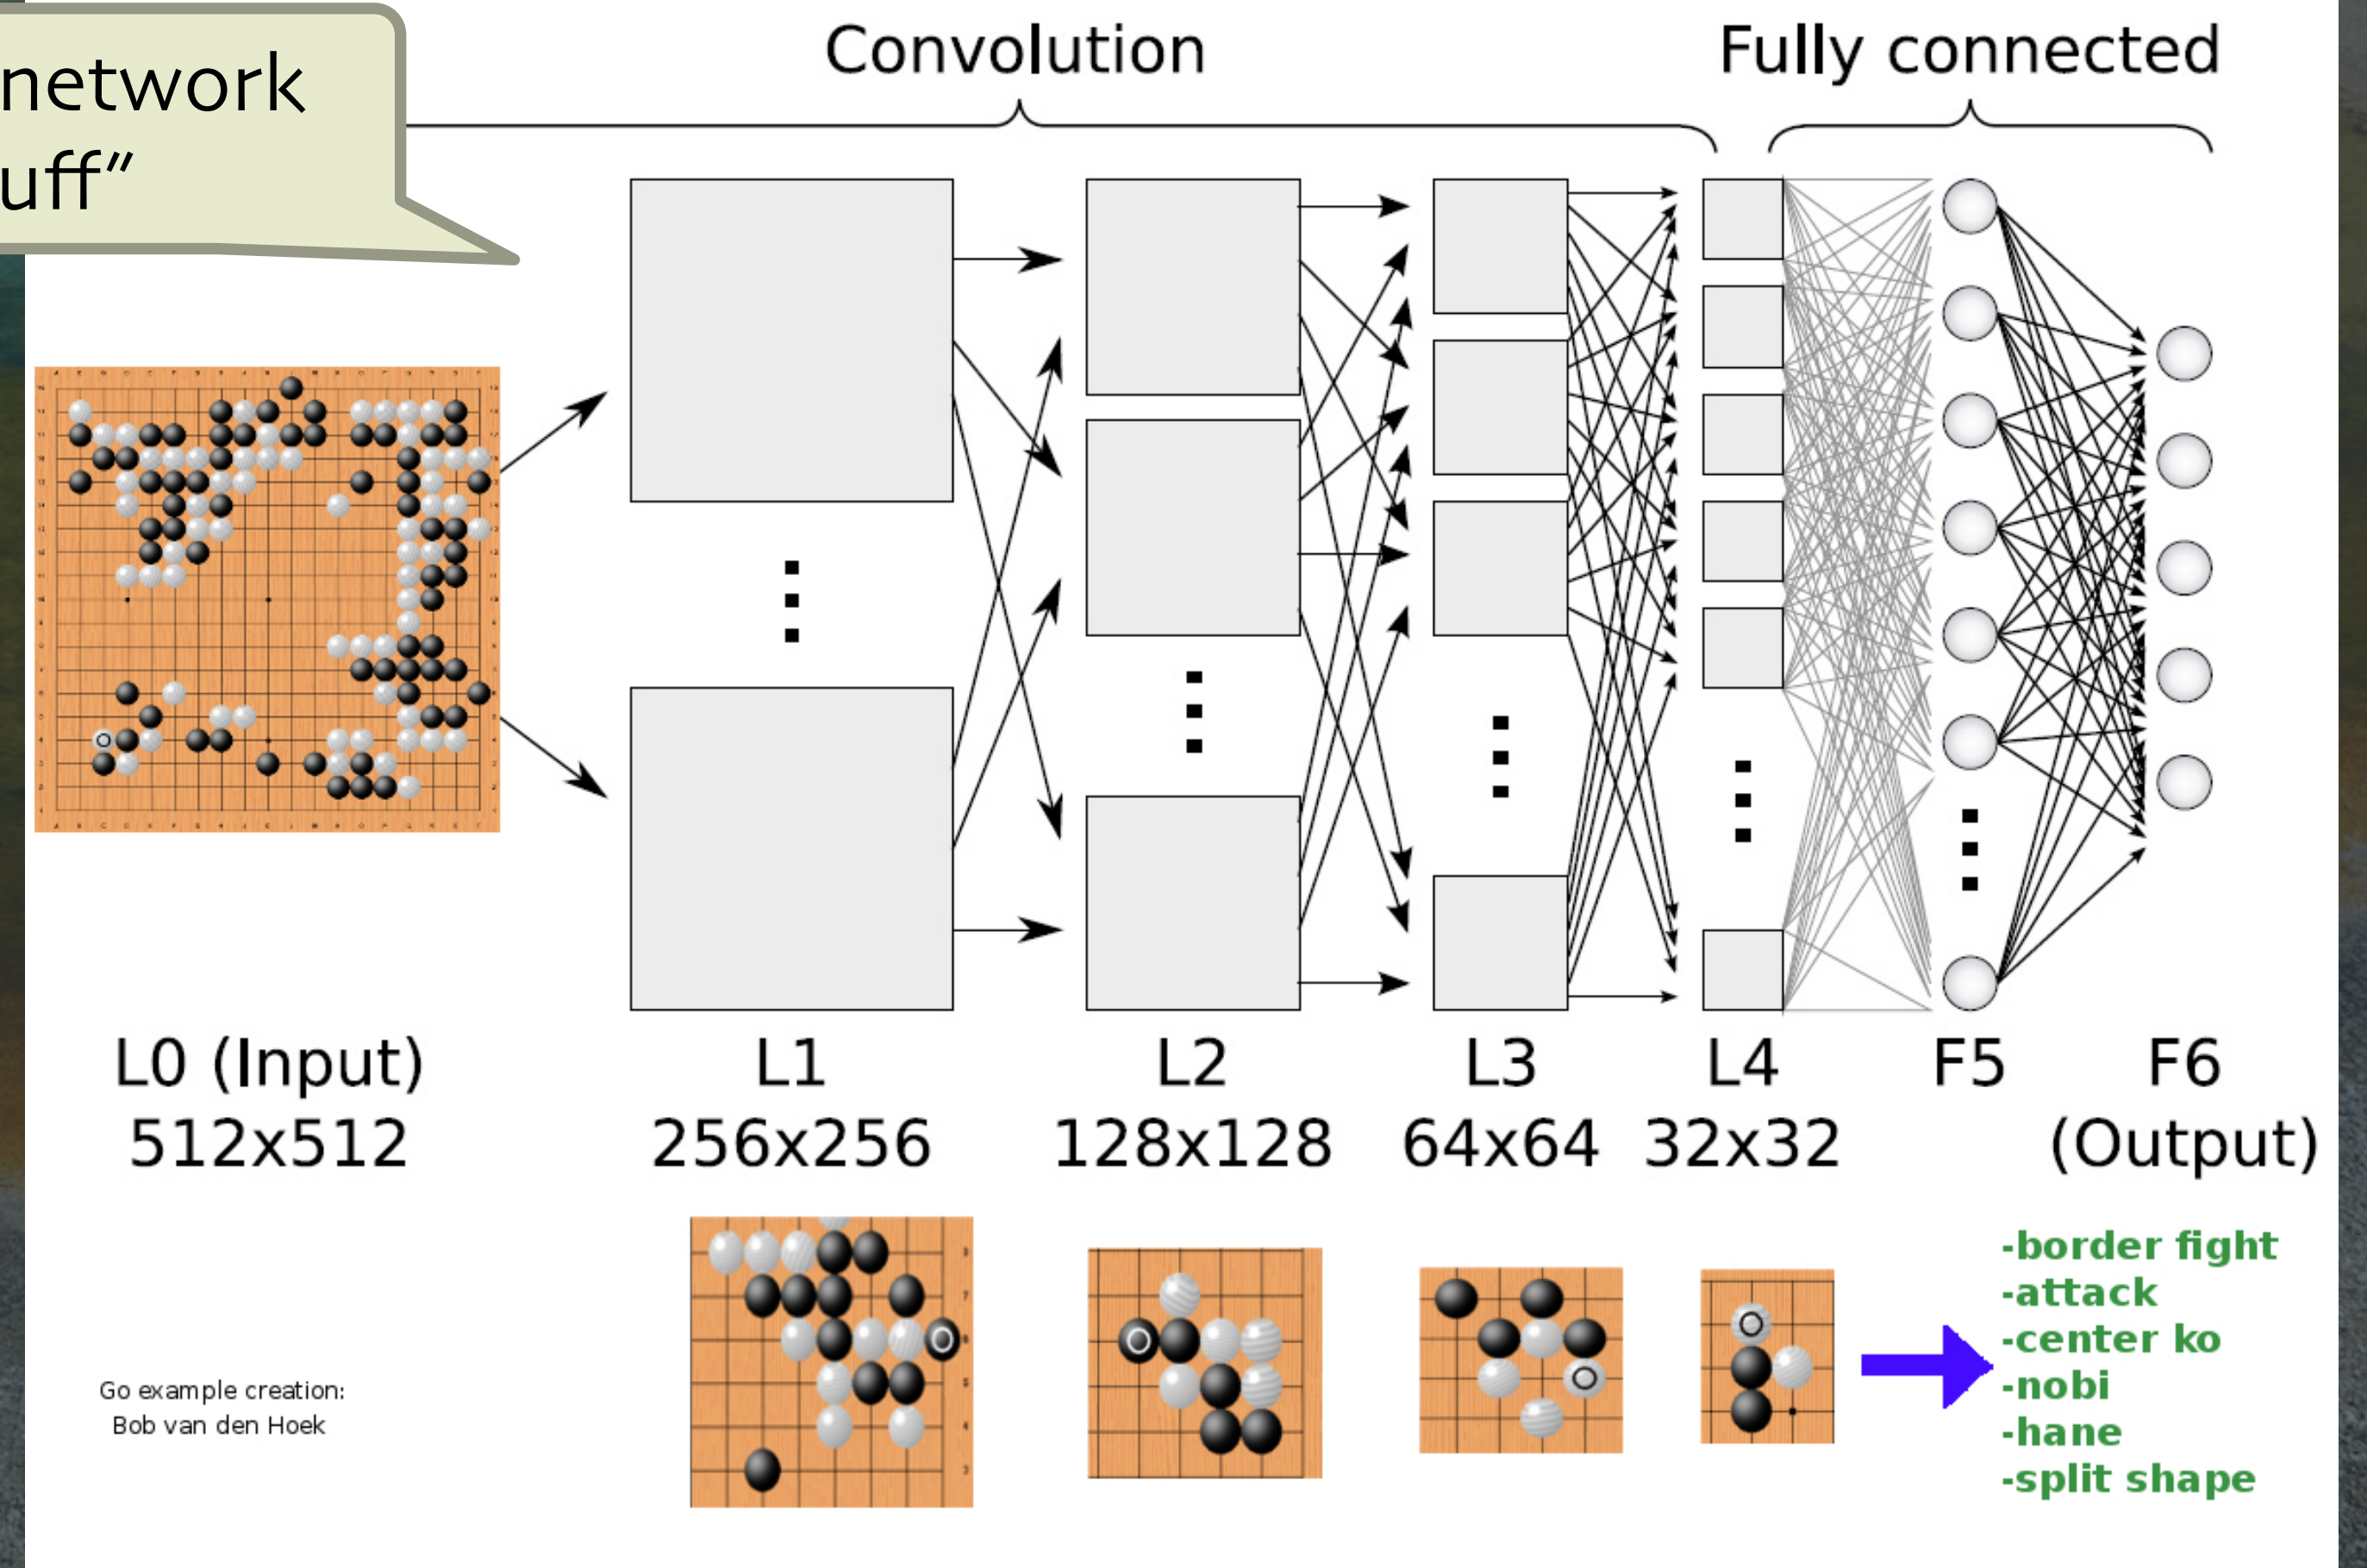 network
uff”
Convolution
Fully connected
L0 (Input)
512x512
L1
256x256
L2
128x128
L3
64x64
L4
32x32
F5
F6
(Output)
Go example creation:
Bob van den Hoek
-border fight
-attack
-center ko
-nobi
-hane
-split shape